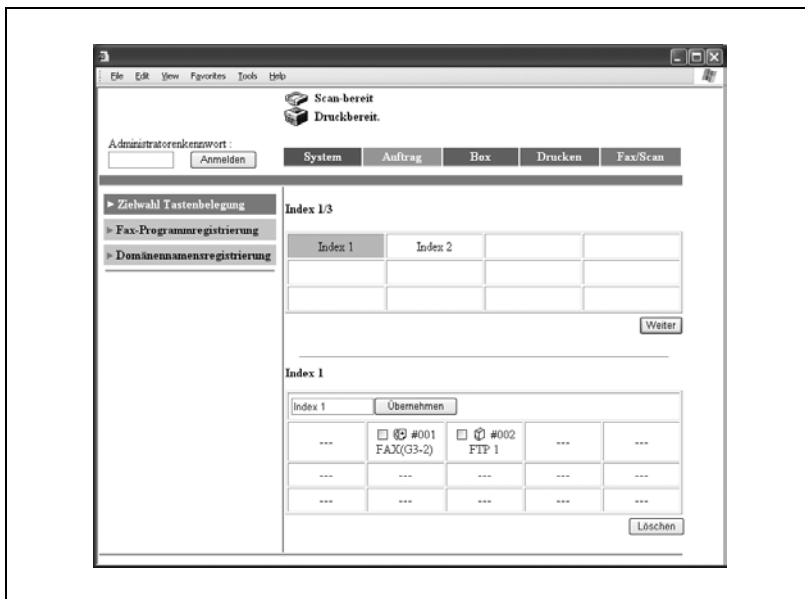 File Edit View Favorites Tools Help
Scan-bereit
Druckbereit.
Administratorenkennwort :
Anmelden
System Auftrag Box Drucken Fax/Scan
Zielwahl Tastenbelegung
Fax-Programmregistrierung
Domänennamensregistrierung
Index 1/3
Index 1 Index 2
Weiter
Index 1
Index 1 Übernehmen
--- #001 #002 --- ---
FAX(G3-2) FTP 1
--- --- --- --- ---
--- --- --- --- ---
Löschen